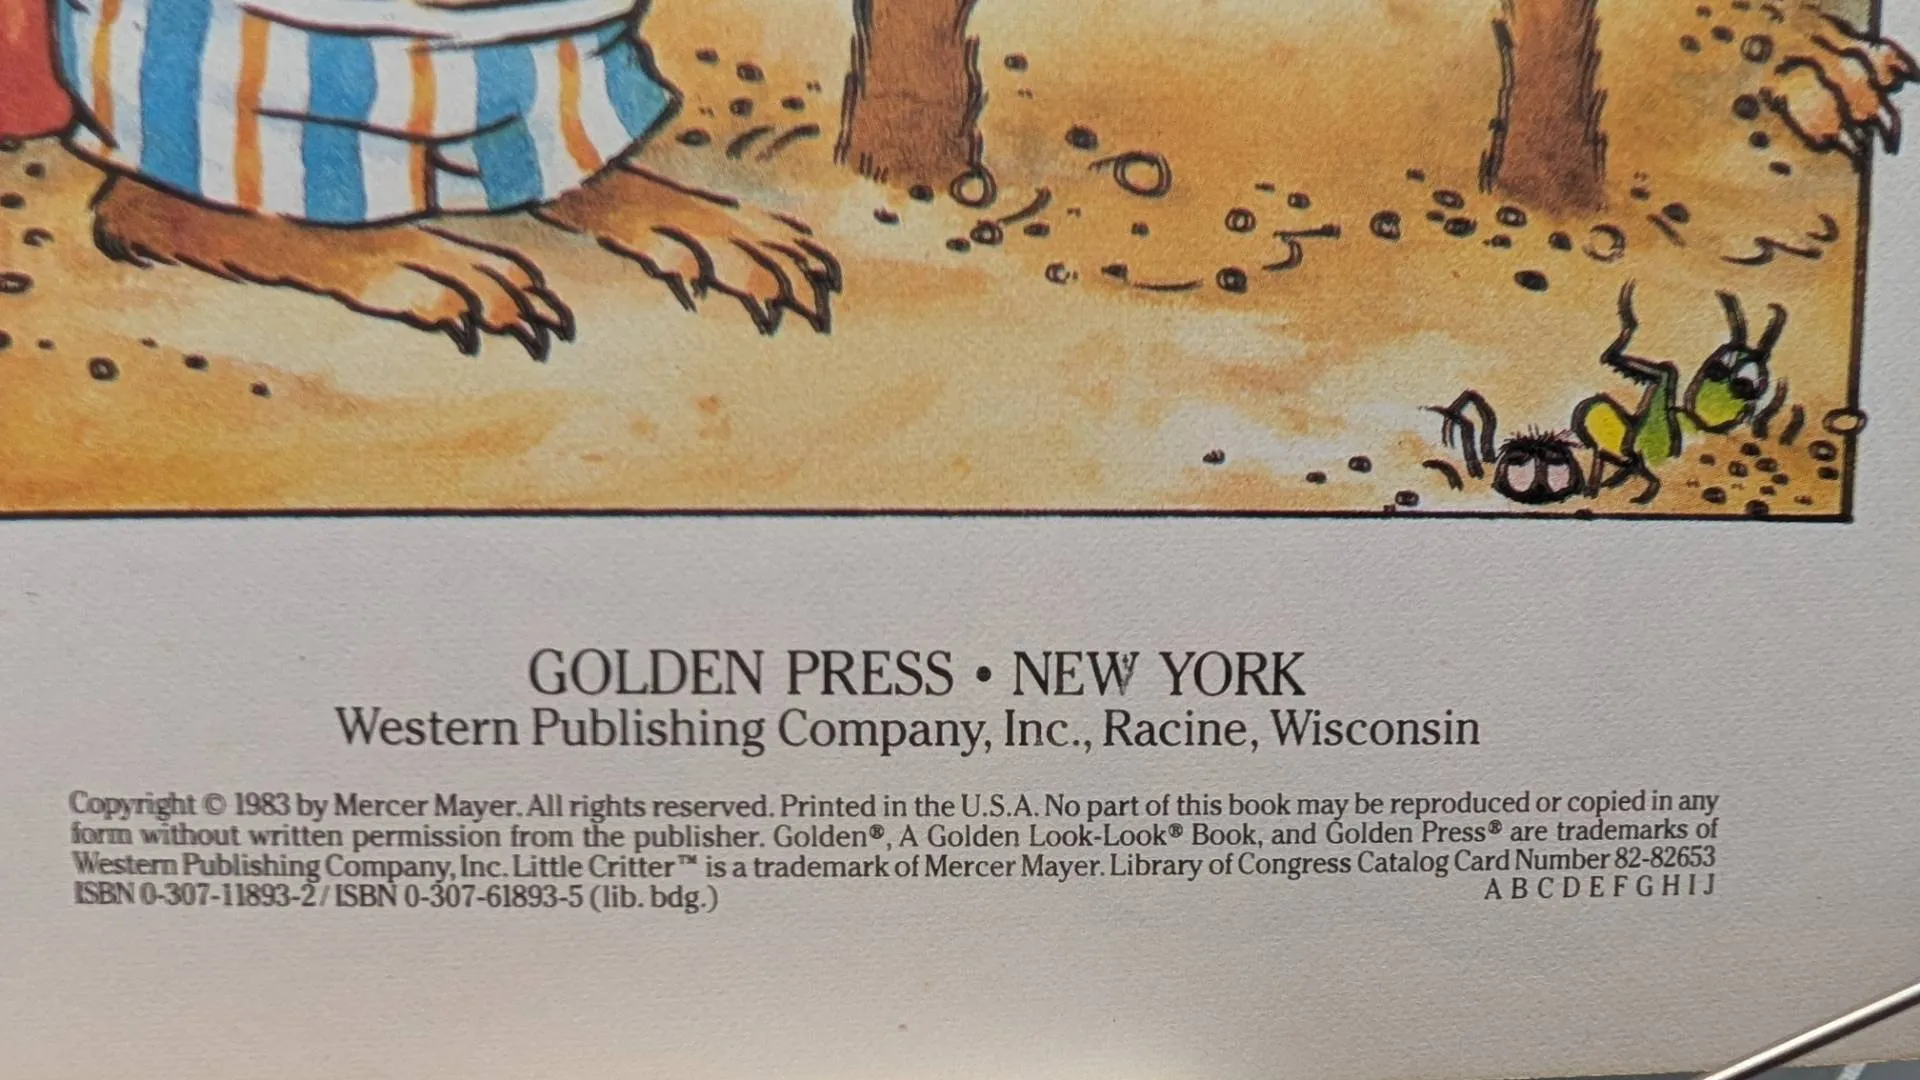 GOLDEN PRESS • NEW YORK
Western Publishing Company, Inc., Racine, Wisconsin
Copyright © 1983 by Mercer Mayer. All rights reserved. Printed in the U.S.A. No part of this book may be reproduced or copied in any
form without written permission from the publisher. Golden®, A Golden Look-Look® Book, and Golden Press® are trademarks of
Western Publishing Company, Inc. Little Critter™ is a trademark of Mercer Mayer. Library of Congress Catalog Card Number 82-82653
ISBN 0-307-11893-2/ISBN 0-307-61893-5 (lib. bdg.) A B C D E F G H I J